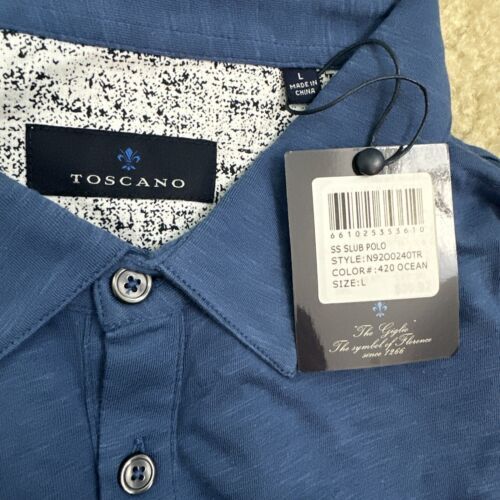 L
MADE IN
CHINA
TOSCANO
661025353610
SS SLUB POLO
STYLE:N92O0240TR
COLOR#:420 OCEAN
SIZE:L
"The Giglio"
The symbol of Florence
since 1266